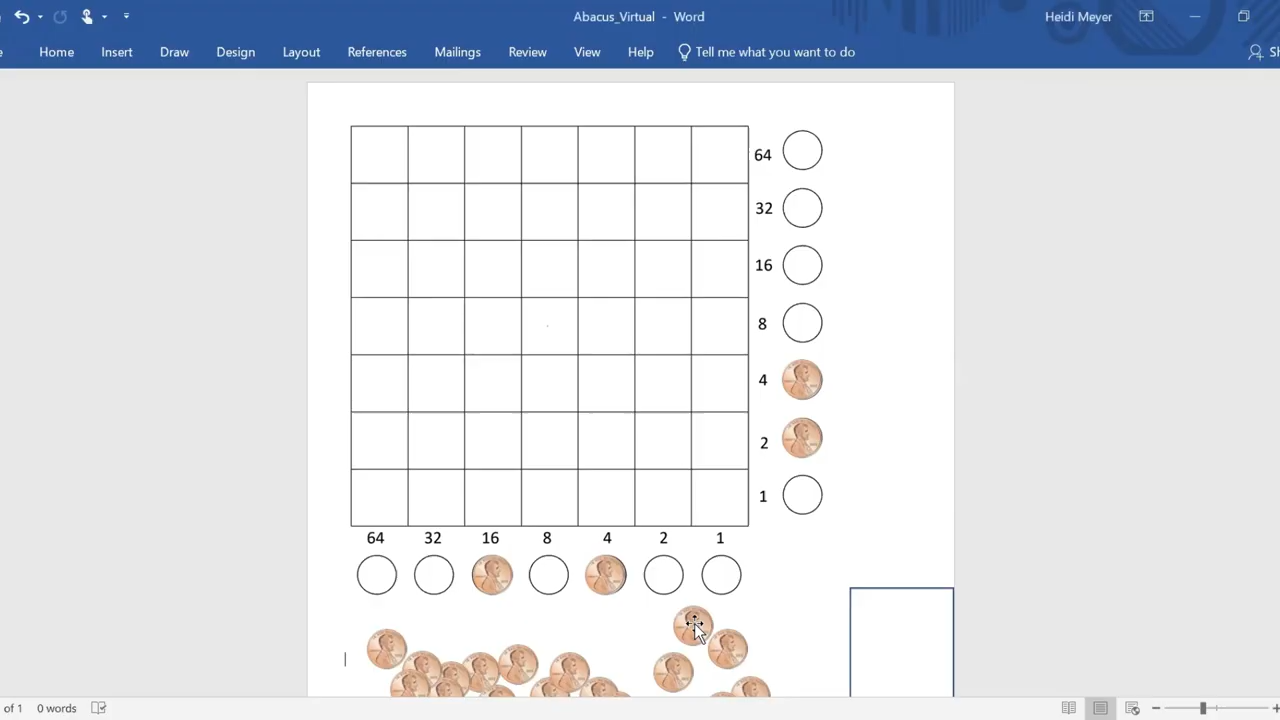 Abacus_Virtual - Word
Heidi Meyer
Home Insert Draw Design Layout References Mailings Review View Help Tell me what you want to do
64
32
16
8
4
2
1
64 32 16 8 4 2 1
of 1 0 words